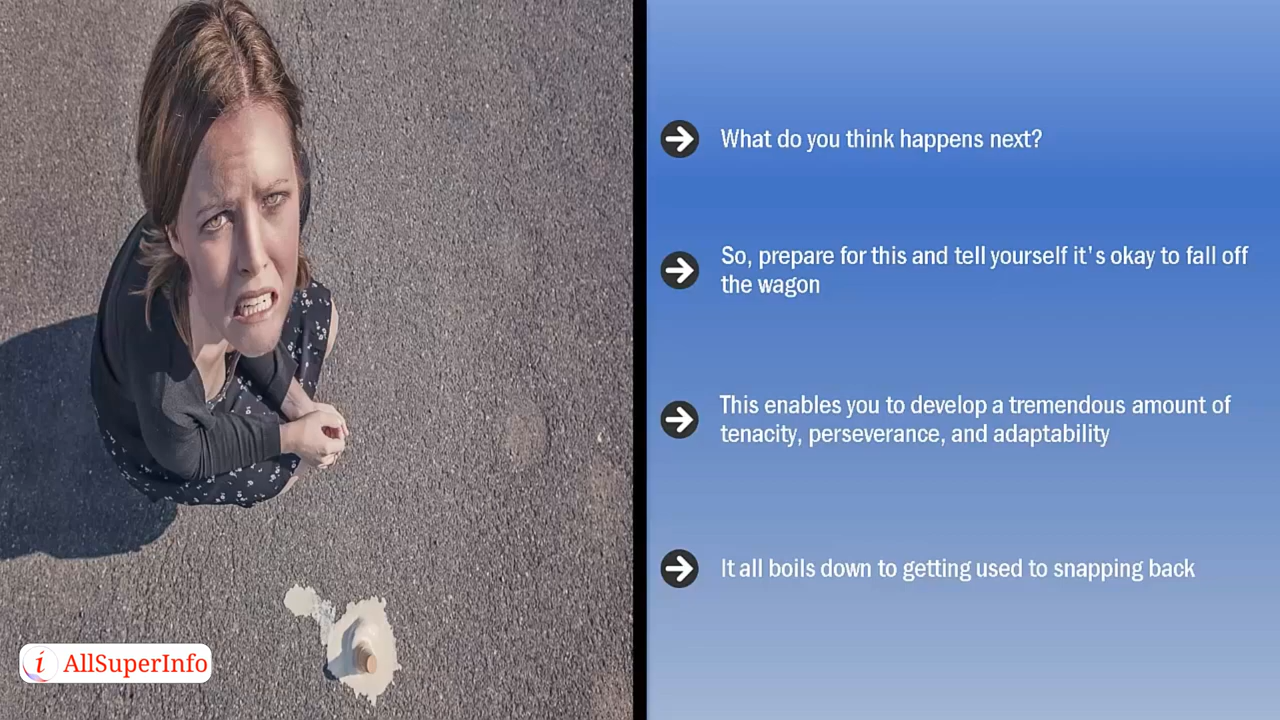 What do you think happens next?
So, prepare for this and tell yourself it's okay to fall off
the wagon
This enables you to develop a tremendous amount of
tenacity, perseverance, and adaptability
It all boils down to getting used to snapping back
i AllSuperInfo